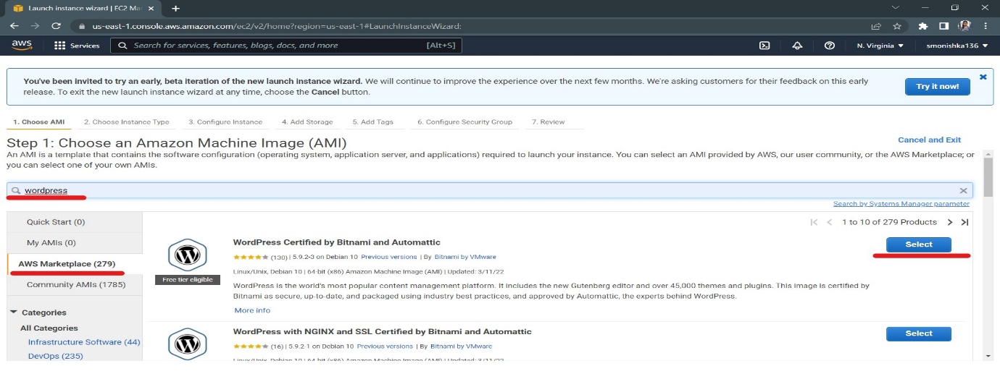 Launch instance wizard | EC2 Ma
us-east-1.console.aws.amazon.com/ec2/v2/home?region=us-east-1#LaunchInstanceWizard:
aws Services Search for services, features, blogs, docs, and more [Alt+S] N. Virginia smonishka136
You've been invited to try an early, beta iteration of the new launch instance wizard. We will continue to improve the experience over the next few months. We're asking customers for their feedback on this early
release. To exit the new launch instance wizard at any time, choose the Cancel button.
Try it now!
1. Choose AMI 2. Choose Instance Type 3. Configure Instance 4. Add Storage 5. Add Tags 6. Configure Security Group 7. Review
Step 1: Choose an Amazon Machine Image (AMI)
Cancel and Exit
An AMI is a template that contains the software configuration (operating system, application server, and applications) required to launch your instance. You can select an AMI provided by AWS, our user community, or the AWS Marketplace; or
you can select one of your own AMIs.
wordpress
Search by Systems Manager parameter
Quick Start (0)
My AMIs (0)
AWS Marketplace (279)
Community AMIs (1785)
Categories
All Categories
Infrastructure Software (44)
DevOps (235)
1 to 10 of 279 Products
WordPress Certified by Bitnami and Automattic
Select
(130) | 5.9.2-3 on Debian 10 Previous versions | By Bitnami by VMware
Free tier eligible
Linux/Unix, Debian 10 | 64-bit (x86) Amazon Machine Image (AMI) | Updated: 3/11/22
WordPress is the world's most popular content management platform. It includes the new Gutenberg editor and over 45,000 themes and plugins. This image is certified by
Bitnami as secure, up-to-date, and packaged using industry best practices, and approved by Automattic, the experts behind WordPress.
More info
WordPress with NGINX and SSL Certified by Bitnami and Automattic
Select
(16) | 5.9.2-1 on Debian 10 Previous versions | By Bitnami by VMware
Linux/Unix, Debian 10 | 64-bit (x86) Amazon Machine Image (AMI) | Updated: 3/11/22